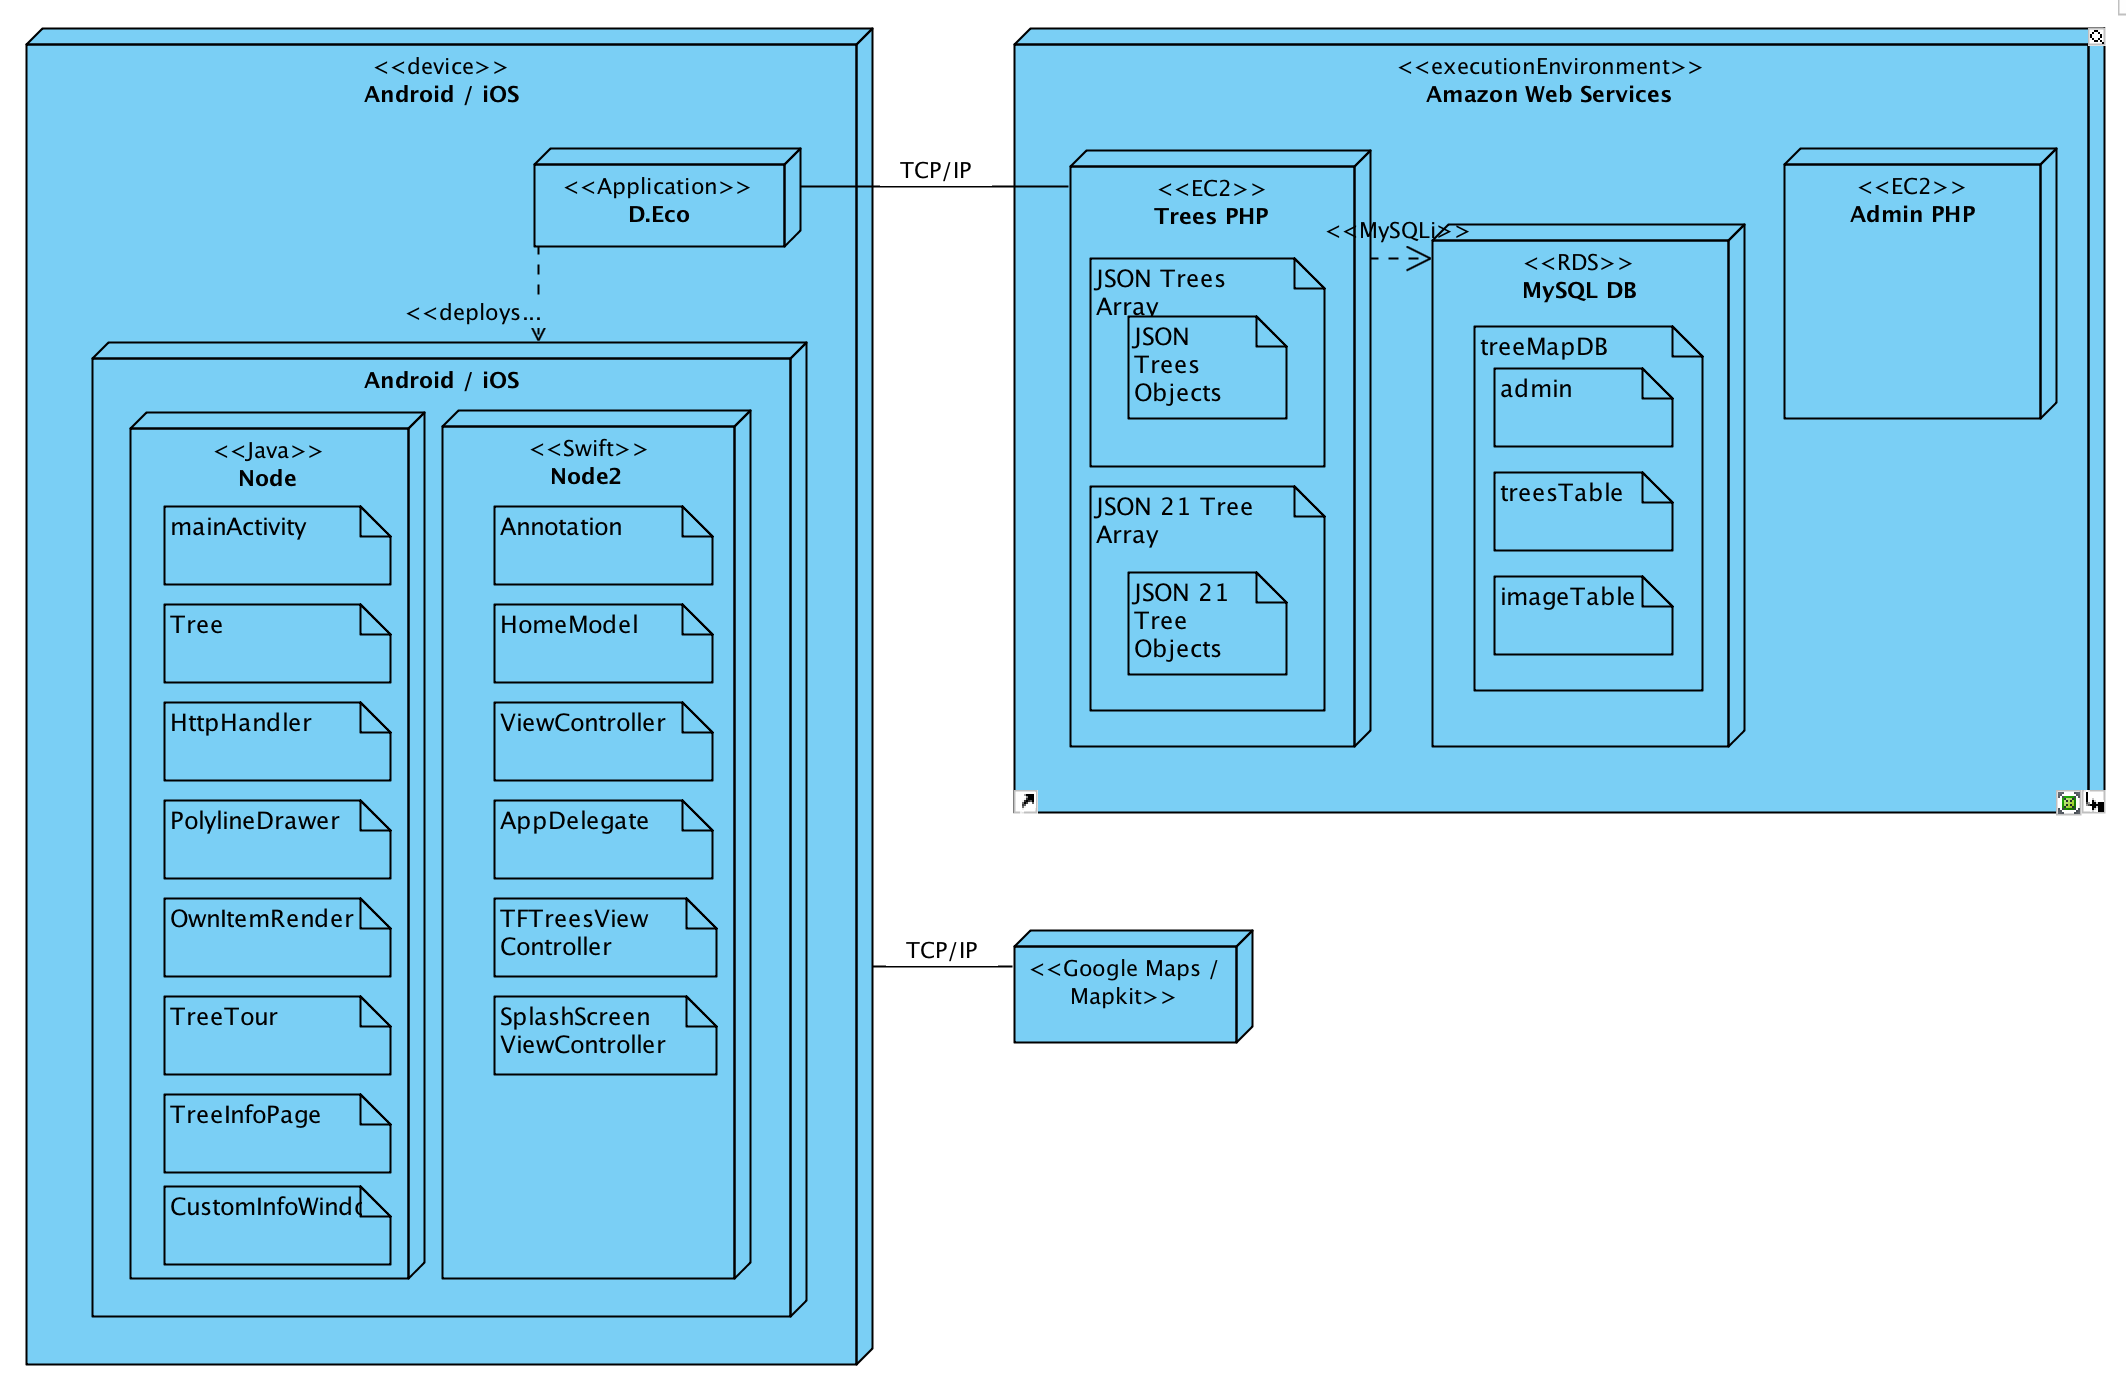 <<device>>
Android / iOS
<<Application>>
D.Eco
<<deploys...
Android / iOS
<<Java>>
Node
mainActivity
Tree
HttpHandler
PolylineDrawer
OwnItemRender
TreeTour
TreeInfoPage
CustomInfoWindo
<<Swift>>
Node2
Annotation
HomeModel
ViewController
AppDelegate
TFTreesView
Controller
SplashScreen
ViewController
TCP/IP
TCP/IP
<<executionEnvironment>>
Amazon Web Services
<<EC2>>
Trees PHP
JSON Trees
Array
JSON
Trees
Objects
JSON 21 Tree
Array
JSON 21
Tree
Objects
<<MySQLi>>
<<RDS>>
MySQL DB
treeMapDB
admin
treesTable
imageTable
<<EC2>>
Admin PHP
<<Google Maps /
Mapkit>>